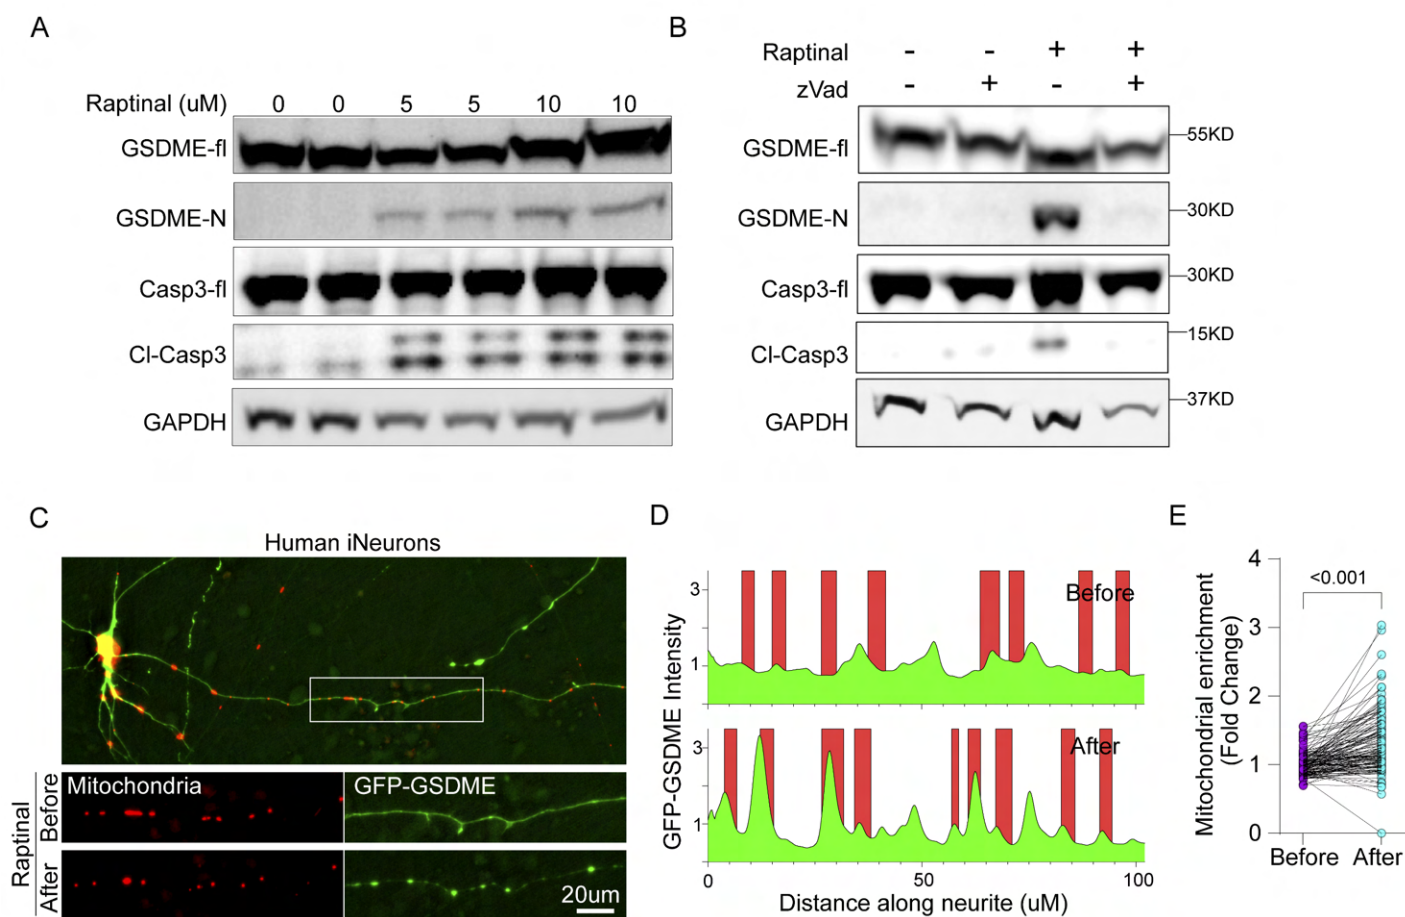 A
Raptinal (uM) 0 0 5 5 10 10
GSDME-fl
GSDME-N
Casp3-fl
Cl-Casp3
GAPDH
B
Raptinal - - + +
zVad - + - +
GSDME-fl 55KD
GSDME-N 30KD
Casp3-fl 30KD
Cl-Casp3 15KD
GAPDH 37KD
C
Human iNeurons
Raptinal
Before
Mitochondria
GFP-GSDME
After
20um
D
GFP-GSDME Intensity
3
Before
1
3
After
1
0 50 100
Distance along neurite (uM)
E
Mitochondrial enrichment
(Fold Change)
4
<0.001
3
2
1
0
Before After